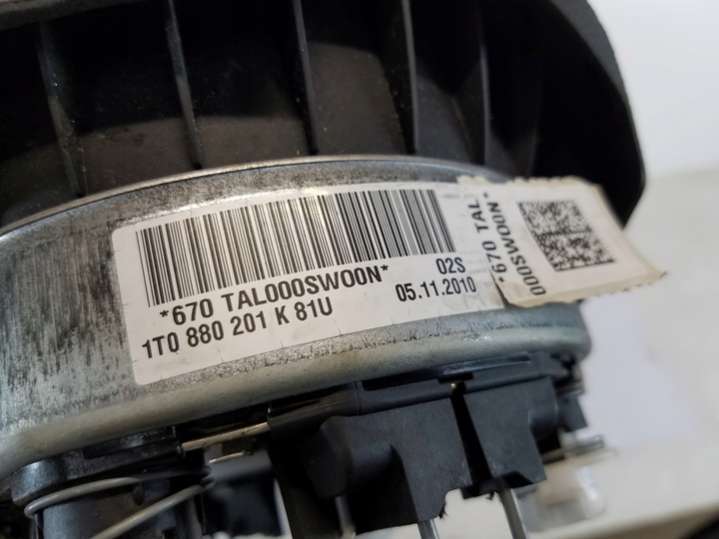 *670 TAL000SW00N*
02S
1T0 880 201 K 81U
05.11.2010
*670 TAL
000SW00N*